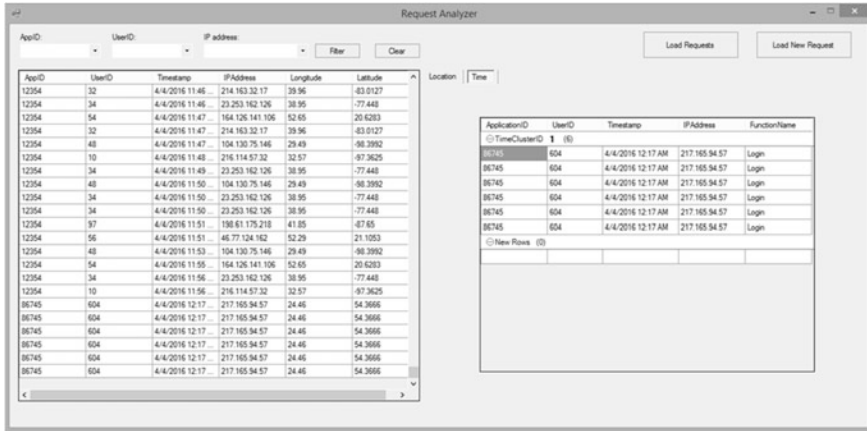 Request Analyzer
AppID: UserID: IP address:
Filter Clear Load Requests Load New Request
Location Time
AppID UserID Timestamp IPAddress Longitude Latitude
12354 32 4/4/2016 11:46 ... 214.163.32.17 39.96 -83.0127
12354 34 4/4/2016 11:46 ... 23.253.162.126 38.95 -77.448
12354 54 4/4/2016 11:47 ... 164.126.141.106 52.65 20.6283
12354 32 4/4/2016 11:47 ... 214.163.32.17 39.96 -83.0127
12354 48 4/4/2016 11:47 ... 104.130.75.146 29.49 -98.3992
12354 10 4/4/2016 11:48 ... 216.114.57.32 32.57 -97.3625
12354 34 4/4/2016 11:49 ... 23.253.162.126 38.95 -77.448
12354 48 4/4/2016 11:50 ... 104.130.75.146 29.49 -98.3992
12354 34 4/4/2016 11:50 ... 23.253.162.126 38.95 -77.448
12354 34 4/4/2016 11:50 ... 23.253.162.126 38.95 -77.448
12354 97 4/4/2016 11:51 ... 198.61.175.218 41.85 -87.65
12354 56 4/4/2016 11:51 ... 46.77.124.162 52.29 21.1053
12354 48 4/4/2016 11:53 ... 104.130.75.146 29.49 -98.3992
12354 54 4/4/2016 11:55 ... 164.126.141.106 52.65 20.6283
12354 34 4/4/2016 11:56 ... 23.253.162.126 38.95 -77.448
12354 10 4/4/2016 11:56 ... 216.114.57.32 32.57 -97.3625
86745 604 4/4/2016 12:17 ... 217.165.94.57 24.46 54.3666
86745 604 4/4/2016 12:17 ... 217.165.94.57 24.46 54.3666
86745 604 4/4/2016 12:17 ... 217.165.94.57 24.46 54.3666
86745 604 4/4/2016 12:17 ... 217.165.94.57 24.46 54.3666
86745 604 4/4/2016 12:17 ... 217.165.94.57 24.46 54.3666
86745 604 4/4/2016 12:17 ... 217.165.94.57 24.46 54.3666
ApplicationID UserID Timestamp IPAddress FunctionName
TimeClusterID 1 (6)
86745 604 4/4/2016 12:17 AM 217.165.94.57 Login
86745 604 4/4/2016 12:17 AM 217.165.94.57 Login
86745 604 4/4/2016 12:17 AM 217.165.94.57 Login
86745 604 4/4/2016 12:17 AM 217.165.94.57 Login
86745 604 4/4/2016 12:17 AM 217.165.94.57 Login
86745 604 4/4/2016 12:17 AM 217.165.94.57 Login
New Rows (0)